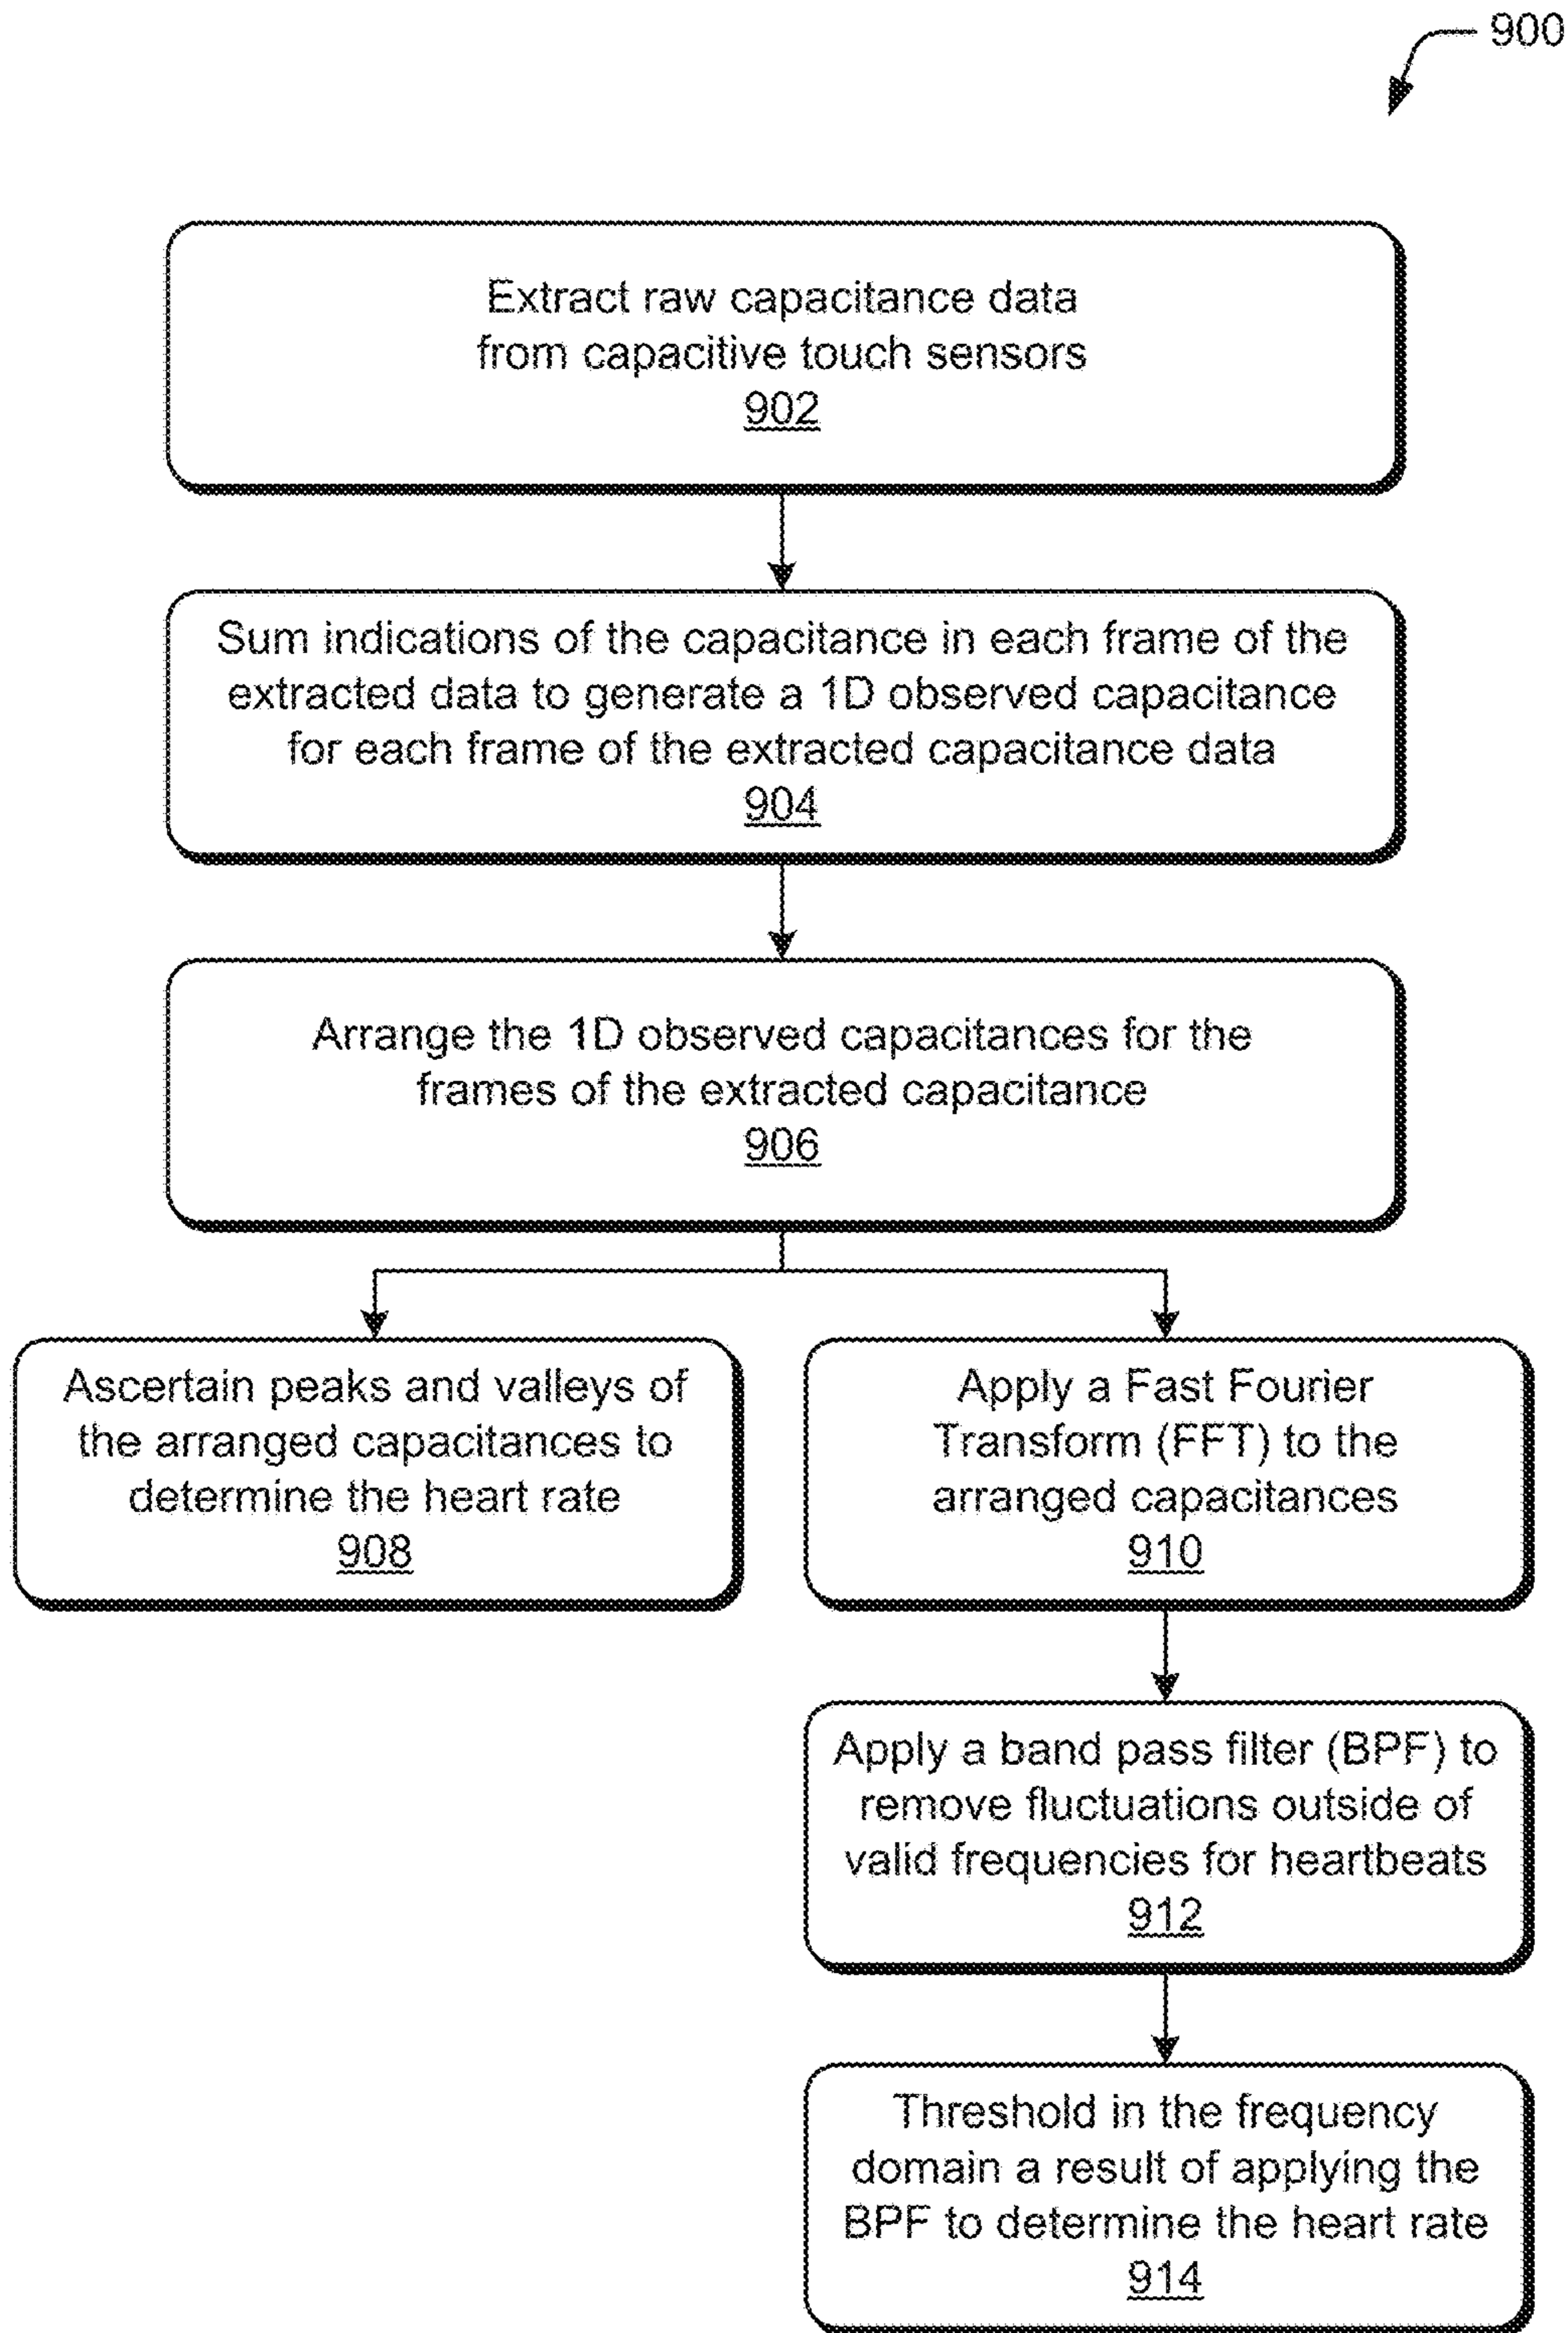 900
Extract raw capacitance data
from capacitive touch sensors
902
Sum indications of the capacitance in each frame of the
extracted data to generate a 1D observed capacitance
for each frame of the extracted capacitance data
904
Arrange the 1D observed capacitances for the
frames of the extracted capacitance
906
Ascertain peaks and valleys of
the arranged capacitances to
determine the heart rate
908
Apply a Fast Fourier
Transform (FFT) to the
arranged capacitances
910
Apply a band pass filter (BPF) to
remove fluctuations outside of
valid frequencies for heartbeats
912
Threshold in the frequency
domain a result of applying the
BPF to determine the heart rate
914